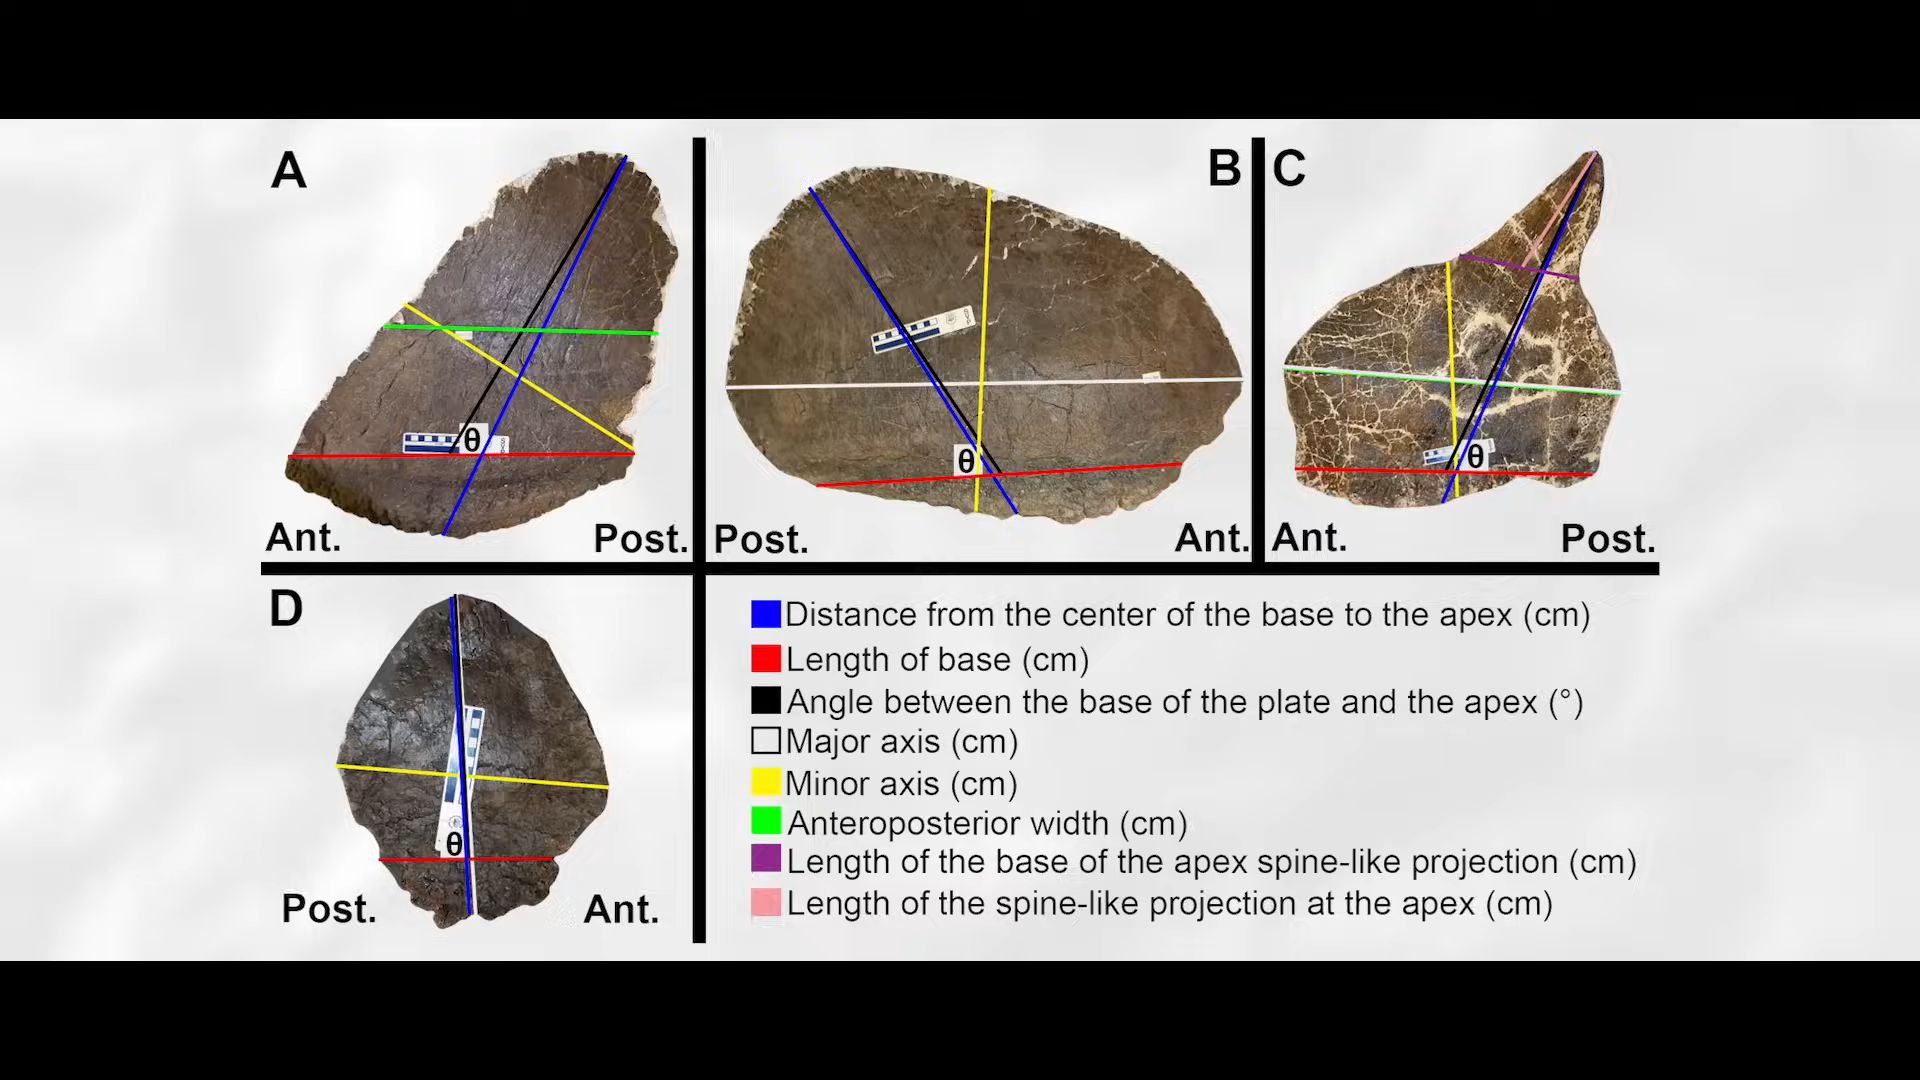 A
B
C
θ
θ
θ
Ant.
Post.
Post.
Ant.
Ant.
Post.
D
θ
Post.
Ant.
Distance from the center of the base to the apex (cm)
Length of base (cm)
Angle between the base of the plate and the apex (°)
Major axis (cm)
Minor axis (cm)
Anteroposterior width (cm)
Length of the base of the apex spine-like projection (cm)
Length of the spine-like projection at the apex (cm)